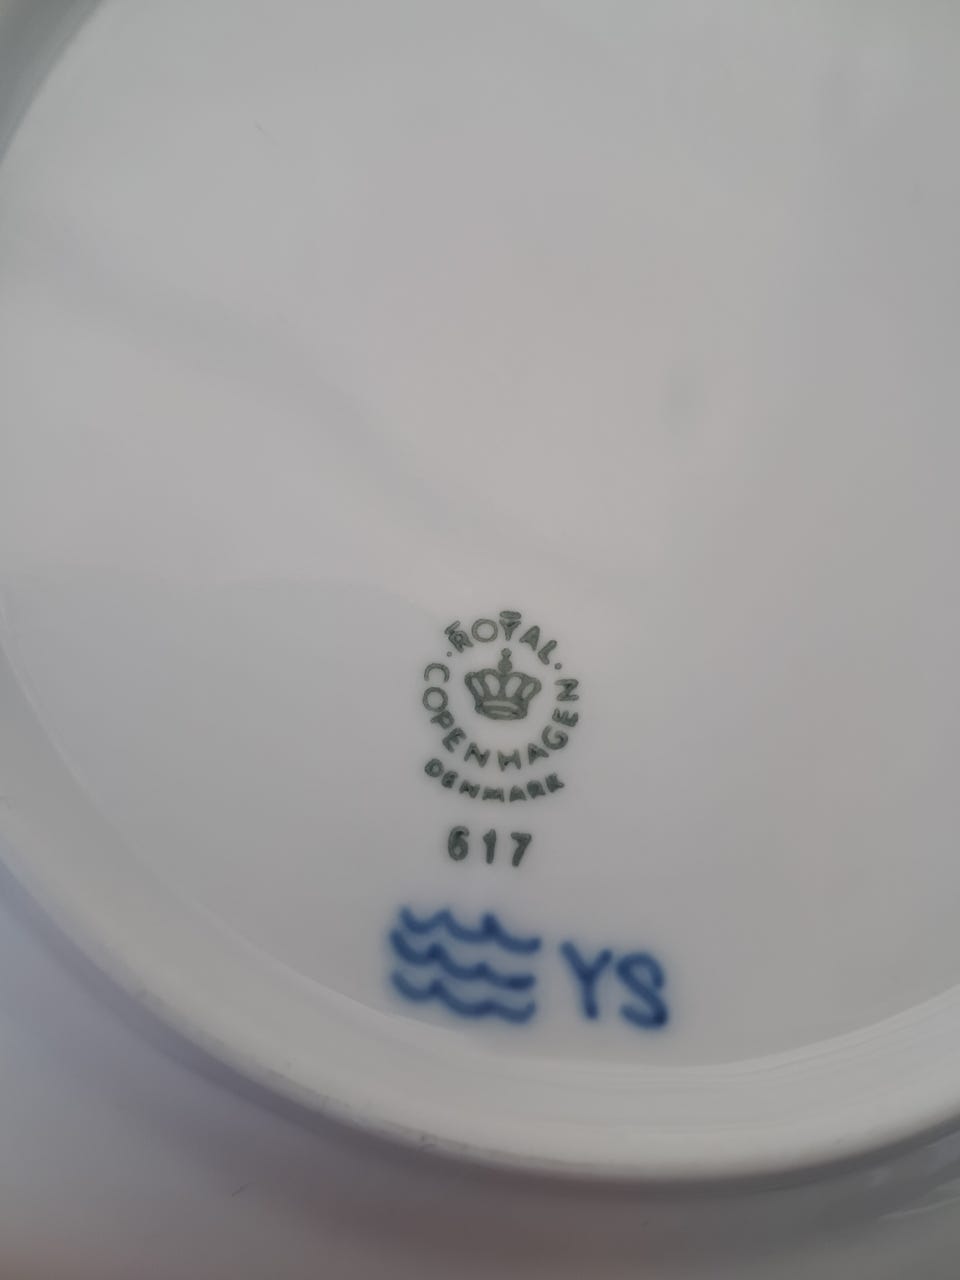 ROYAL
COPENHAGEN
DENMARK
617
YS